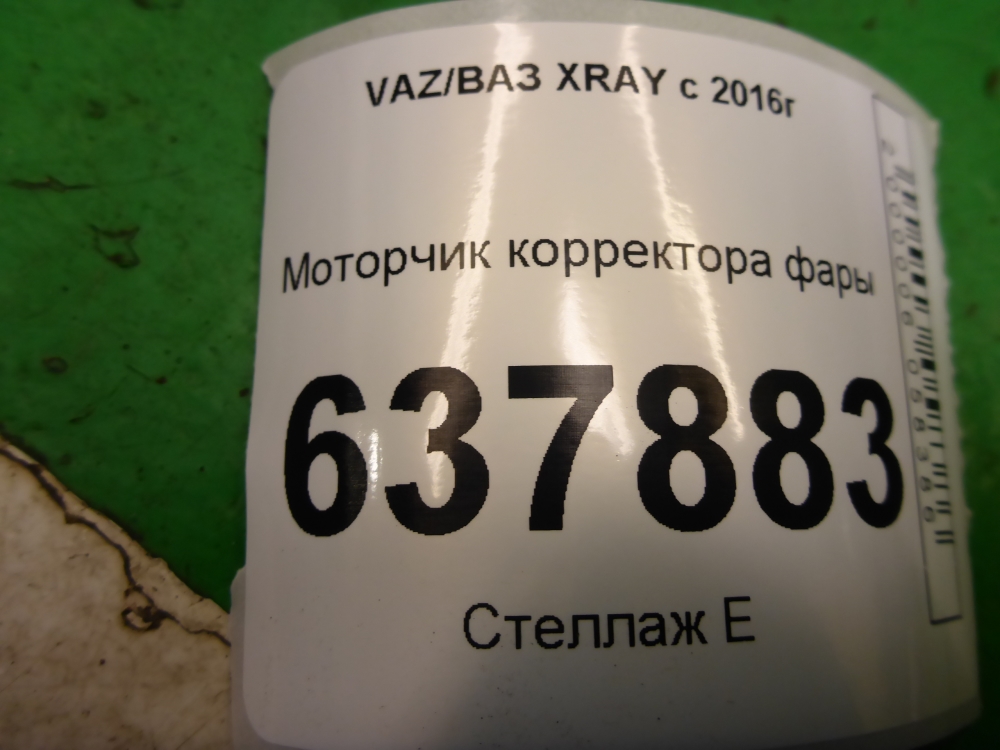 VAZ/ВАЗ XRAY с 2016г
Моторчик корректора фары
637883
Стеллаж Е